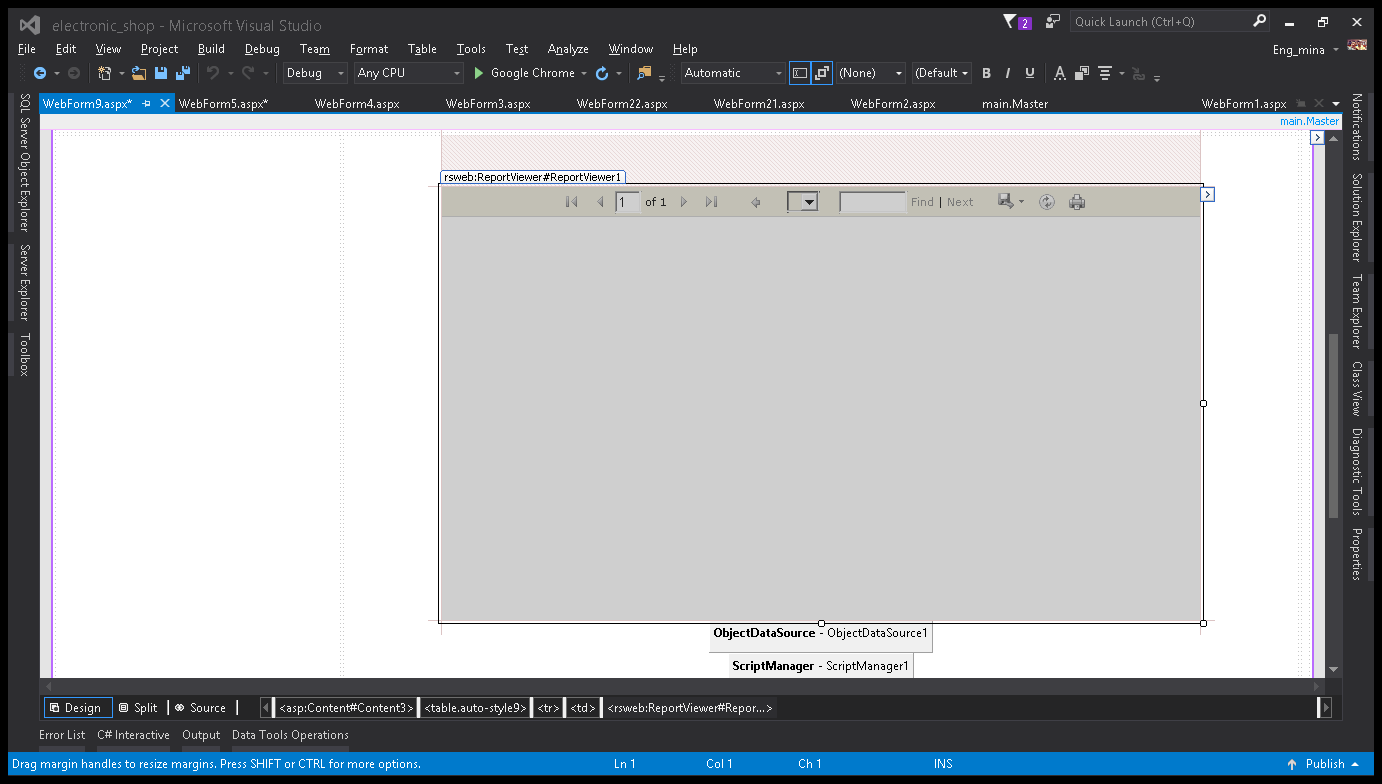 electronic_shop - Microsoft Visual Studio
2
Quick Launch (Ctrl+Q)
File Edit View Project Build Debug Team Format Table Tools Test Analyze Window Help
Eng_mina
Debug Any CPU Google Chrome Automatic (None) (Default B I U A
WebForm9.aspx* WebForm5.aspx* WebForm4.aspx WebForm3.aspx WebForm22.aspx WebForm21.aspx WebForm2.aspx main.Master WebForm1.aspx
main.Master
SQL Server Object Explorer
Server Explorer
Toolbox
rsweb:ReportViewer#ReportViewer1
1 of 1 Find | Next
ObjectDataSource - ObjectDataSource1
ScriptManager - ScriptManager1
Notifications
Solution Explorer
Team Explorer
Class View
Diagnostic Tools
Properties
Design Split Source <asp:Content#Content3> <table.auto-style9> <tr> <td> <rsweb:ReportViewer#Repor...>
Error List C# Interactive Output Data Tools Operations
Drag margin handles to resize margins. Press SHIFT or CTRL for more options. Ln 1 Col 1 Ch 1 INS Publish